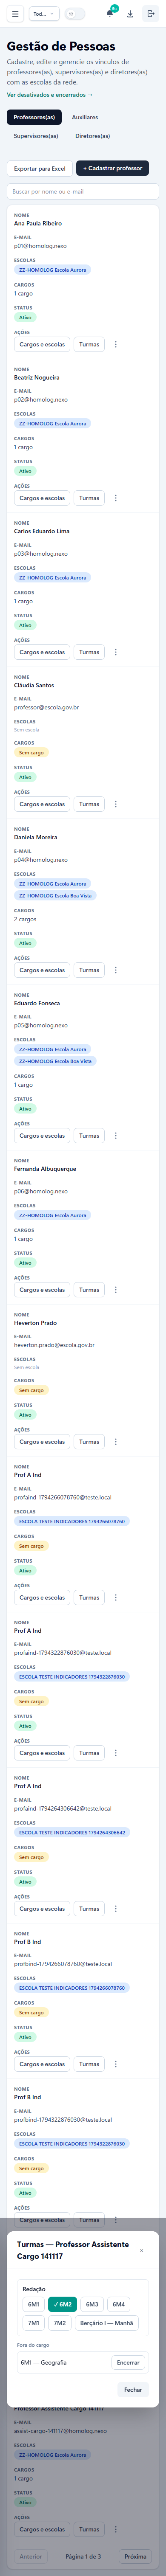 Tod...
9+
Gestão de Pessoas
Cadastre, edite e gerencie os vínculos de
professores(as), supervisores(as) e diretores(as)
com as escolas da rede.
Ver desativados e encerrados →
Professores(as)
Auxiliares
Supervisores(as)
Diretores(as)
Exportar para Excel
+ Cadastrar professor
Buscar por nome ou e-mail
NOME
Ana Paula Ribeiro
E-MAIL
p01@homolog.nexo
ESCOLAS
ZZ-HOMOLOG Escola Aurora
CARGOS
1 cargo
STATUS
Ativo
AÇÕES
Cargos e escolas
Turmas
NOME
Beatriz Nogueira
E-MAIL
p02@homolog.nexo
ESCOLAS
ZZ-HOMOLOG Escola Aurora
CARGOS
1 cargo
STATUS
Ativo
AÇÕES
Cargos e escolas
Turmas
NOME
Carlos Eduardo Lima
E-MAIL
p03@homolog.nexo
ESCOLAS
ZZ-HOMOLOG Escola Aurora
CARGOS
1 cargo
STATUS
Ativo
AÇÕES
Cargos e escolas
Turmas
NOME
Cláudia Santos
E-MAIL
professor@escola.gov.br
ESCOLAS
Sem escola
CARGOS
Sem cargo
STATUS
Ativo
AÇÕES
Cargos e escolas
Turmas
NOME
Daniela Moreira
E-MAIL
p04@homolog.nexo
ESCOLAS
ZZ-HOMOLOG Escola Aurora
ZZ-HOMOLOG Escola Boa Vista
CARGOS
2 cargos
STATUS
Ativo
AÇÕES
Cargos e escolas
Turmas
NOME
Eduardo Fonseca
E-MAIL
p05@homolog.nexo
ESCOLAS
ZZ-HOMOLOG Escola Aurora
ZZ-HOMOLOG Escola Boa Vista
CARGOS
1 cargo
STATUS
Ativo
AÇÕES
Cargos e escolas
Turmas
NOME
Fernanda Albuquerque
E-MAIL
p06@homolog.nexo
ESCOLAS
ZZ-HOMOLOG Escola Aurora
CARGOS
1 cargo
STATUS
Ativo
AÇÕES
Cargos e escolas
Turmas
NOME
Heverton Prado
E-MAIL
heverton.prado@escola.gov.br
ESCOLAS
Sem escola
CARGOS
Sem cargo
STATUS
Ativo
AÇÕES
Cargos e escolas
Turmas
NOME
Prof A Ind
E-MAIL
profaind-1794266078760@teste.local
ESCOLAS
ESCOLA TESTE INDICADORES 1794266078760
CARGOS
Sem cargo
STATUS
Ativo
AÇÕES
Cargos e escolas
Turmas
NOME
Prof A Ind
E-MAIL
profaind-1794322876030@teste.local
ESCOLAS
ESCOLA TESTE INDICADORES 1794322876030
CARGOS
Sem cargo
STATUS
Ativo
AÇÕES
Cargos e escolas
Turmas
NOME
Prof A Ind
E-MAIL
profaind-1794264306642@teste.local
ESCOLAS
ESCOLA TESTE INDICADORES 1794264306642
CARGOS
Sem cargo
STATUS
Ativo
AÇÕES
Cargos e escolas
Turmas
NOME
Prof B Ind
E-MAIL
profbind-1794266078760@teste.local
ESCOLAS
ESCOLA TESTE INDICADORES 1794266078760
CARGOS
Sem cargo
STATUS
Ativo
AÇÕES
Cargos e escolas
Turmas
NOME
Prof B Ind
E-MAIL
profbind-1794322876030@teste.local
ESCOLAS
ESCOLA TESTE INDICADORES 1794322876030
CARGOS
Sem cargo
STATUS
Ativo
AÇÕES
Cargos e escolas
Turmas
Turmas — Professor Assistente
Cargo 141117
×
Redação
6M1
✓ 6M2
6M3
6M4
7M1
7M2
Berçário I — Manhã
Fora do cargo
6M1 — Geografia
Encerrar
Fechar
Professor Assistente Cargo 141117
E-MAIL
assist-cargo-141117@homolog.nexo
ESCOLAS
ZZ-HOMOLOG Escola Aurora
CARGOS
1 cargo
STATUS
Ativo
AÇÕES
Cargos e escolas
Turmas
Anterior
Página 1 de 3
Próxima